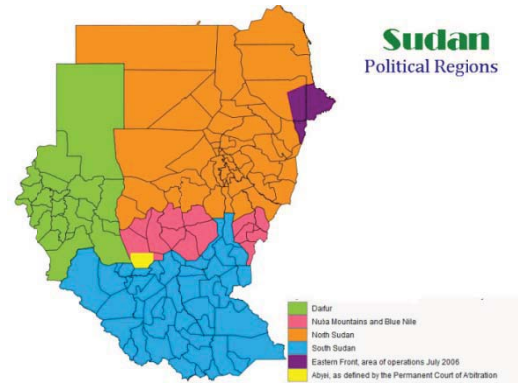 Sudan
Political Regions
Darfur
Nuba Mountains and Blue Nile
North Sudan
South Sudan
Eastern Front, area of operations July 2006
Abyei, as defined by the Permanent Court of Arbitration